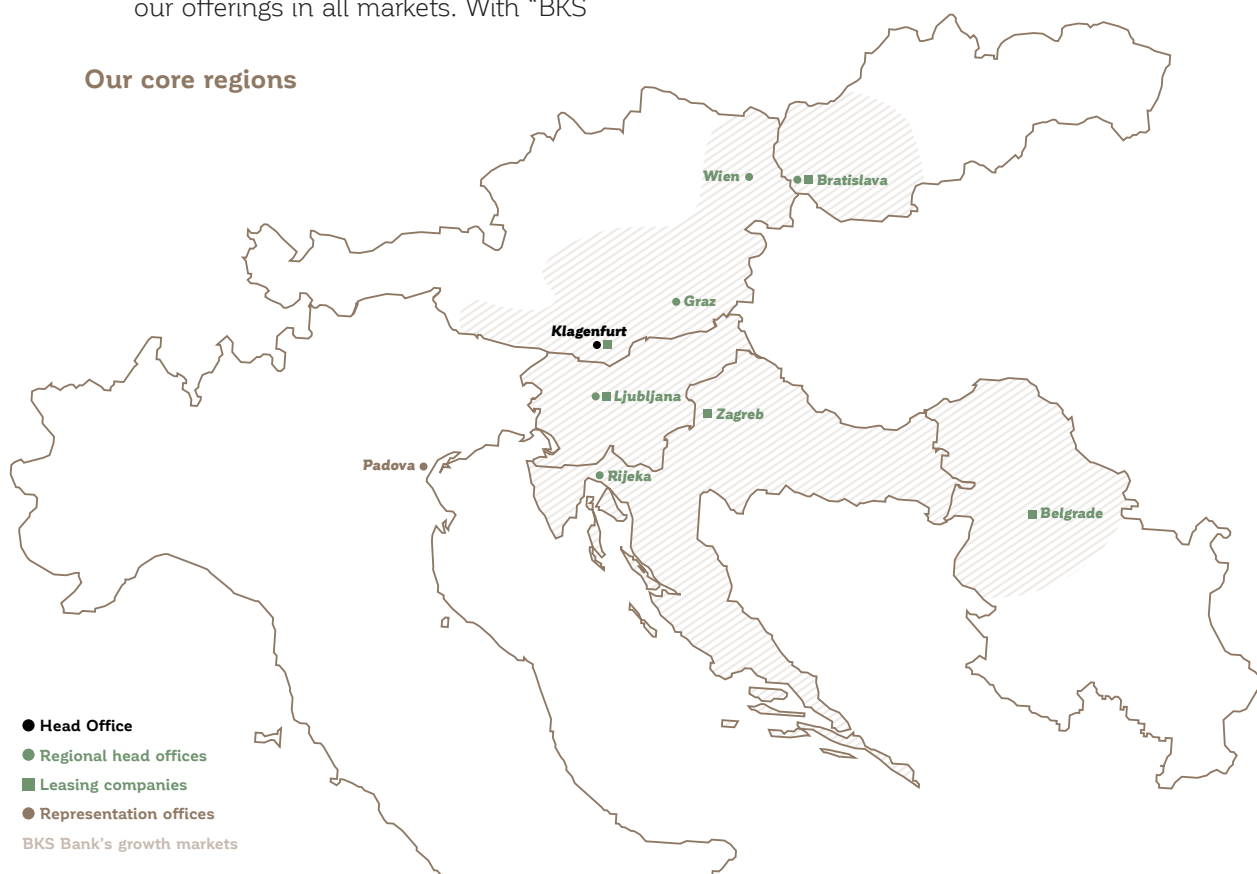 our offerings in all markets. With “BKS
Our core regions
Wien
Bratislava
Graz
Klagenfurt
Ljubljana
Zagreb
Padova
Rijeka
Belgrade
Head Office
Regional head offices
Leasing companies
Representation offices
BKS Bank’s growth markets